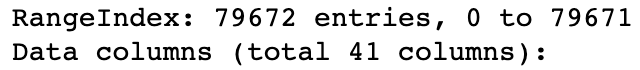 RangeIndex: 79672 entries, 0 to 79671
Data columns (total 41 columns):